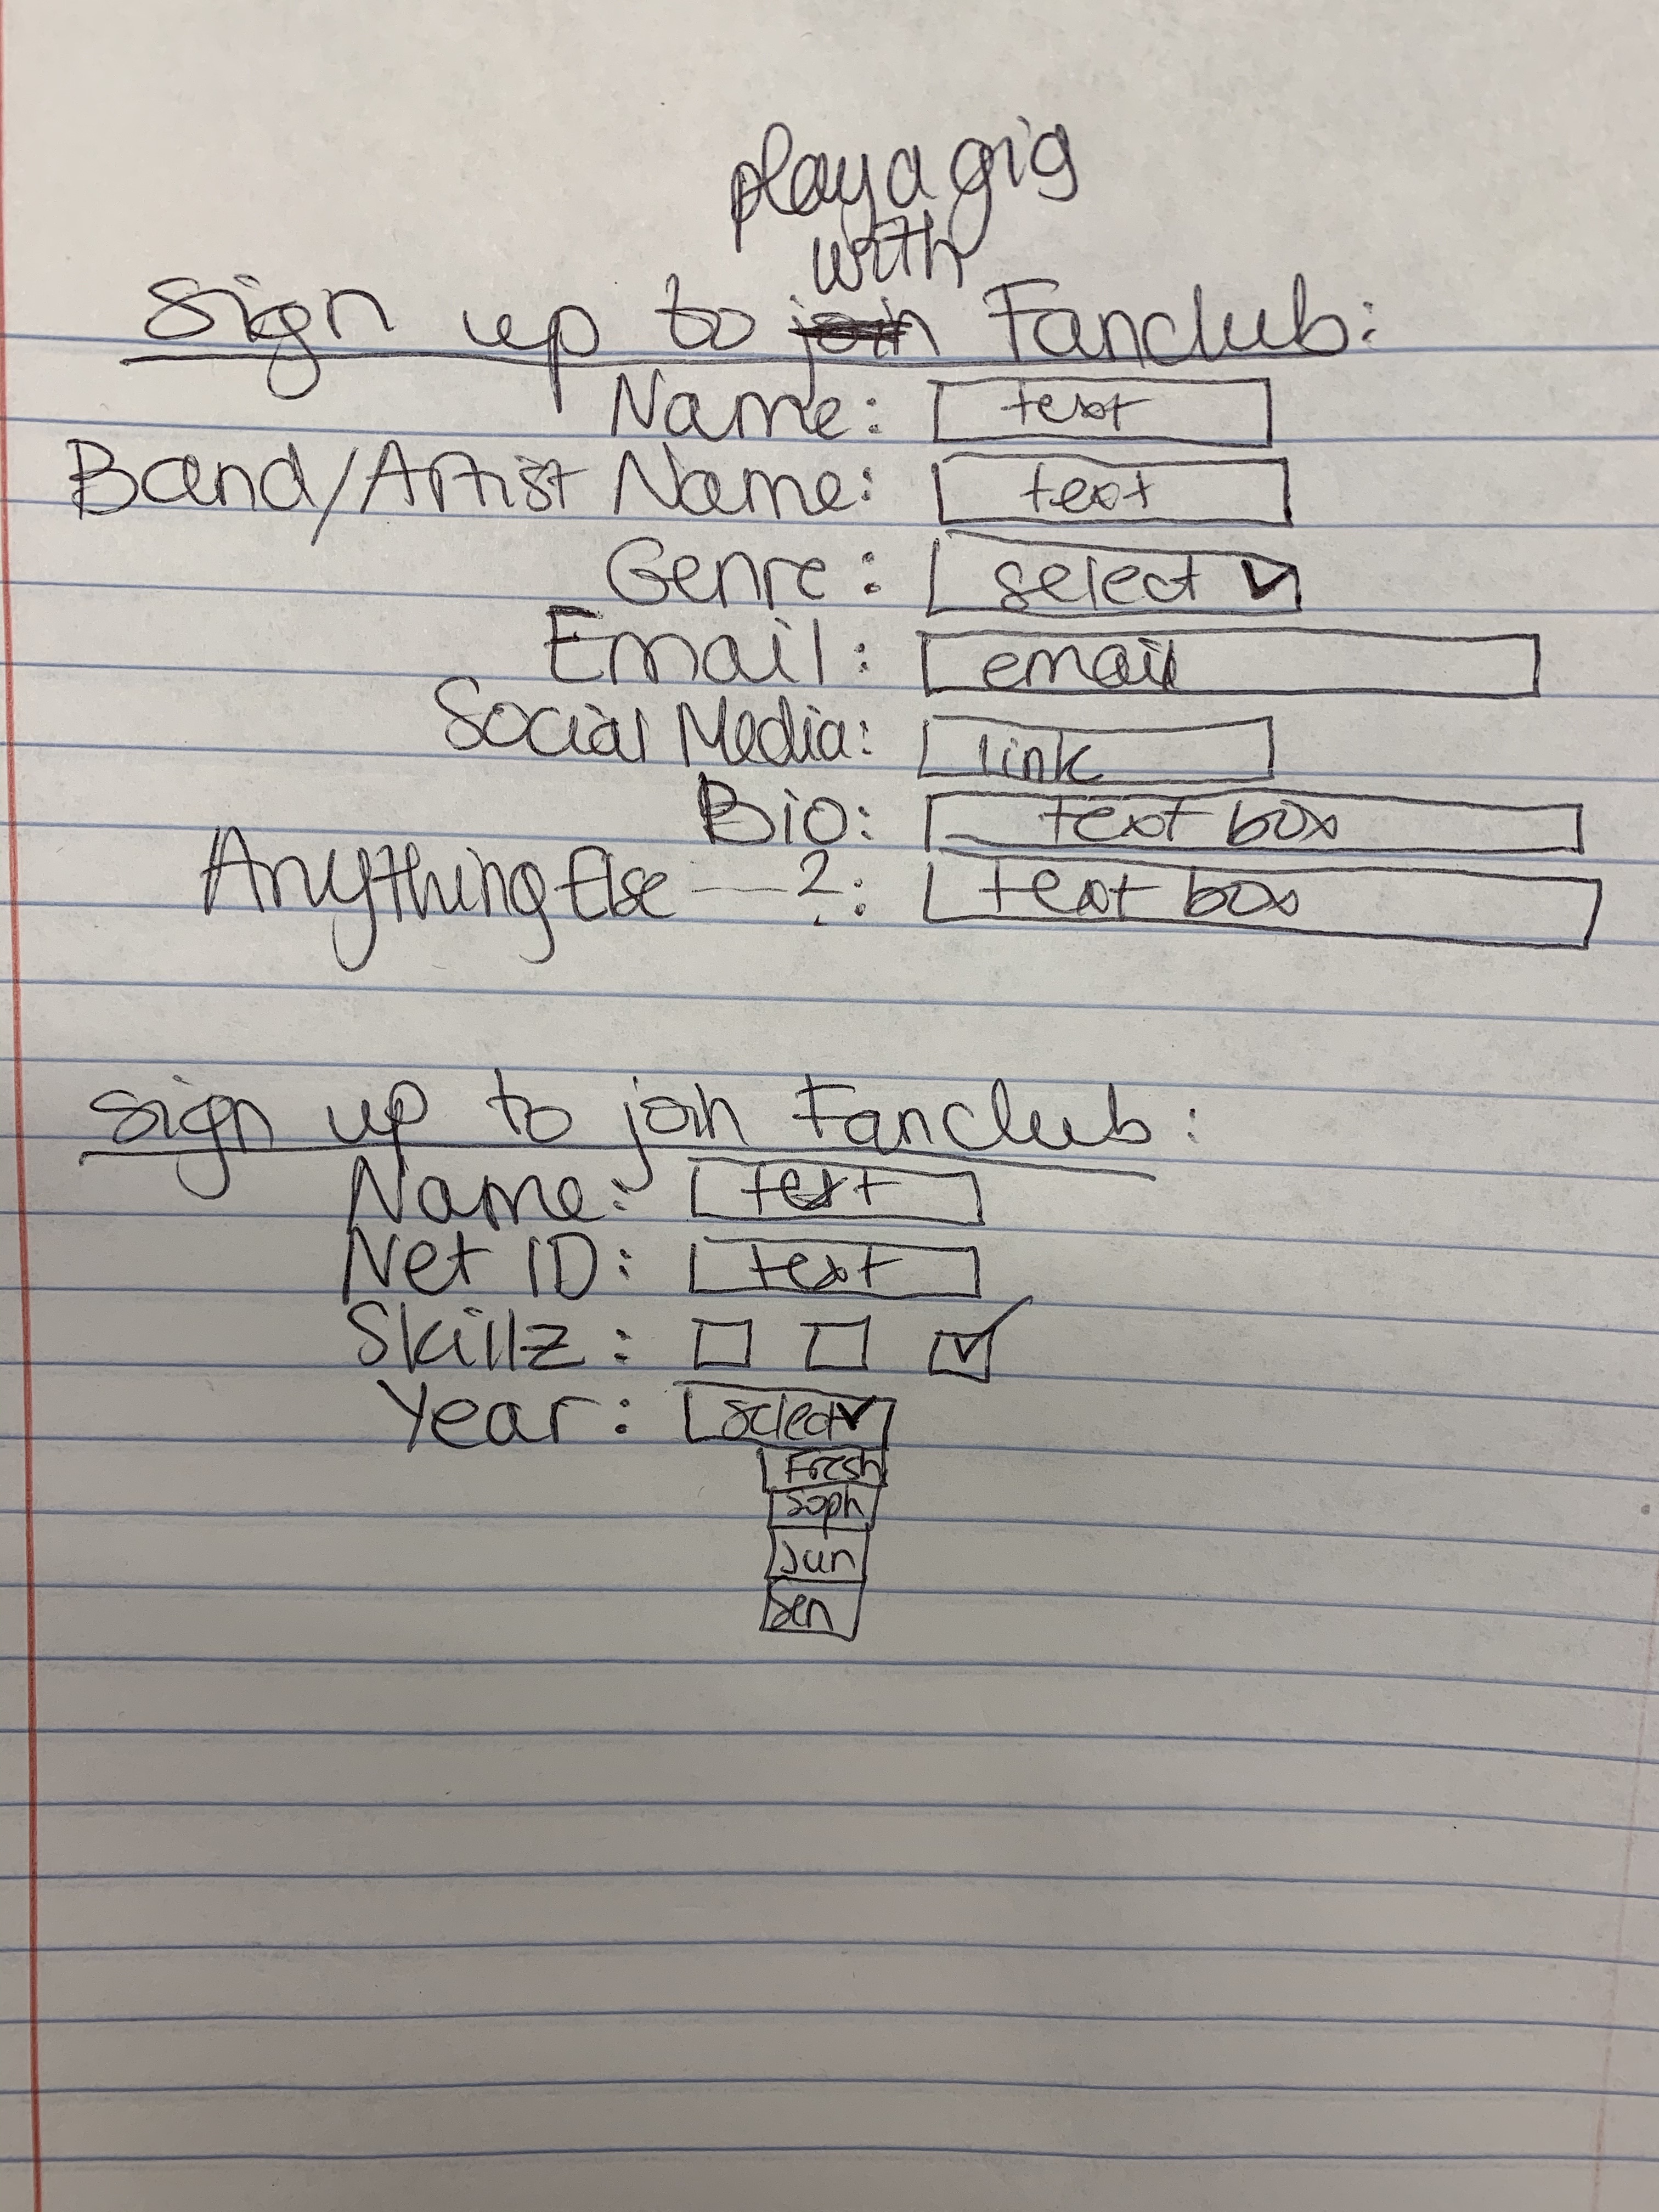 play a gig
with
Sign up to join Fanclub:
Name: text
Band/Artist Name: text
Genre: select
Email: email
Social Media: link
Bio: text box
Anything Else —— ?: text box
Sign up to join Fanclub:
Name: text
Net ID: text
Skillz:
Year: select
Fresh
Soph
Jun
Sen